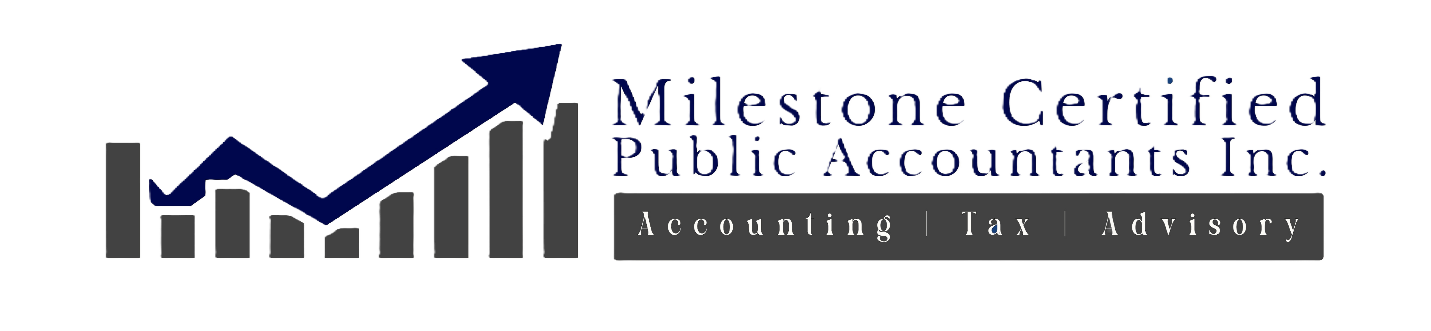 Milestone Certified
Public Accountants Inc.
Accounting | Tax | Advisory